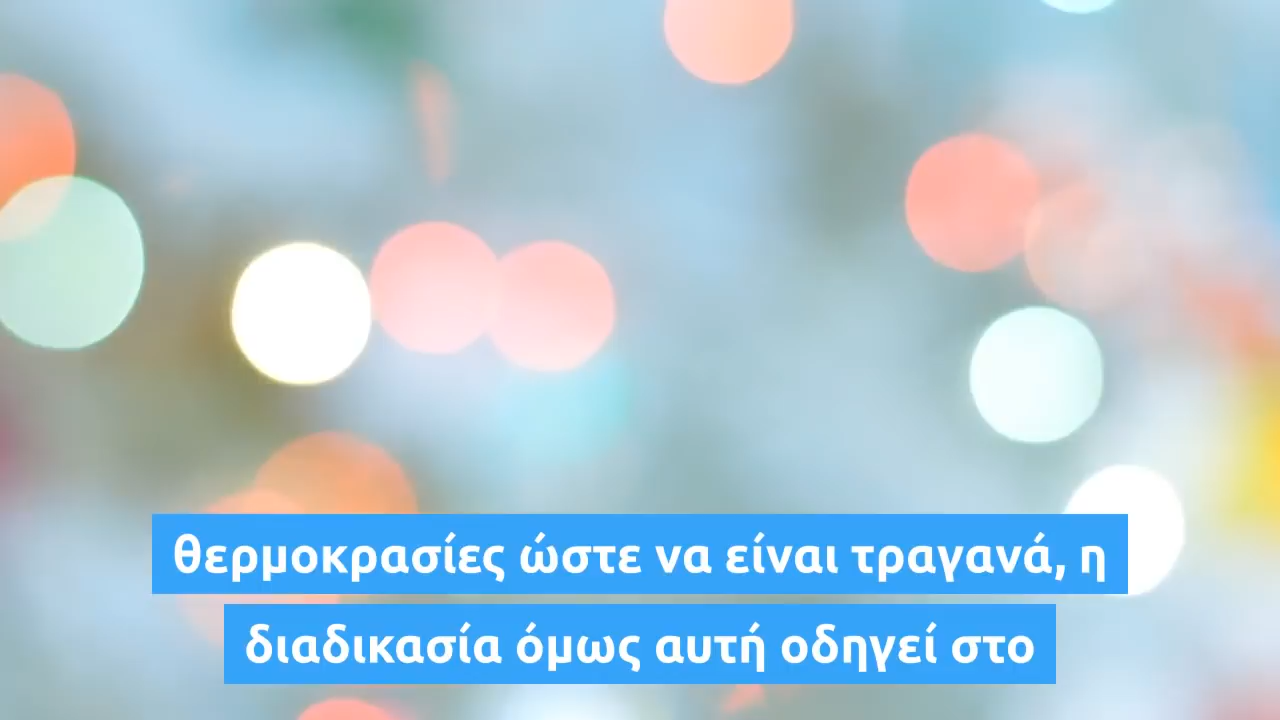 θερμοκρασίες ώστε να είναι τραγανά, η
διαδικασία όμως αυτή οδηγεί στο